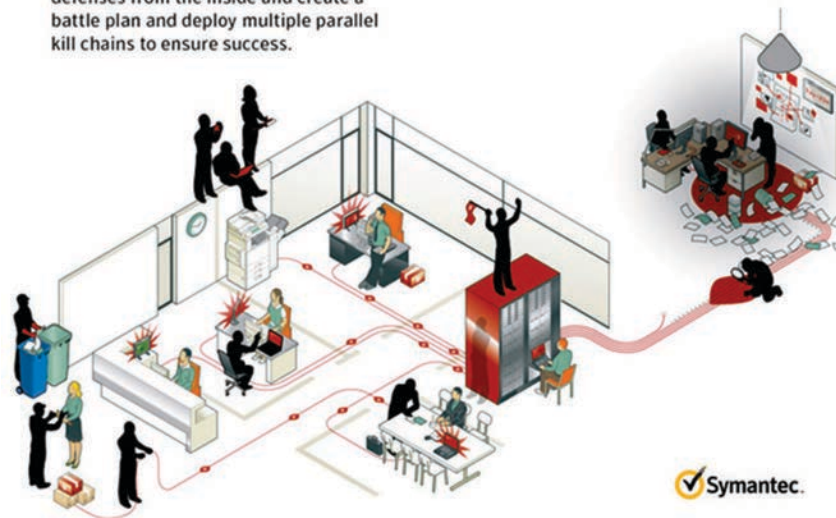 defenses from the inside and create a
battle plan and deploy multiple parallel
kill chains to ensure success.
Symantec.